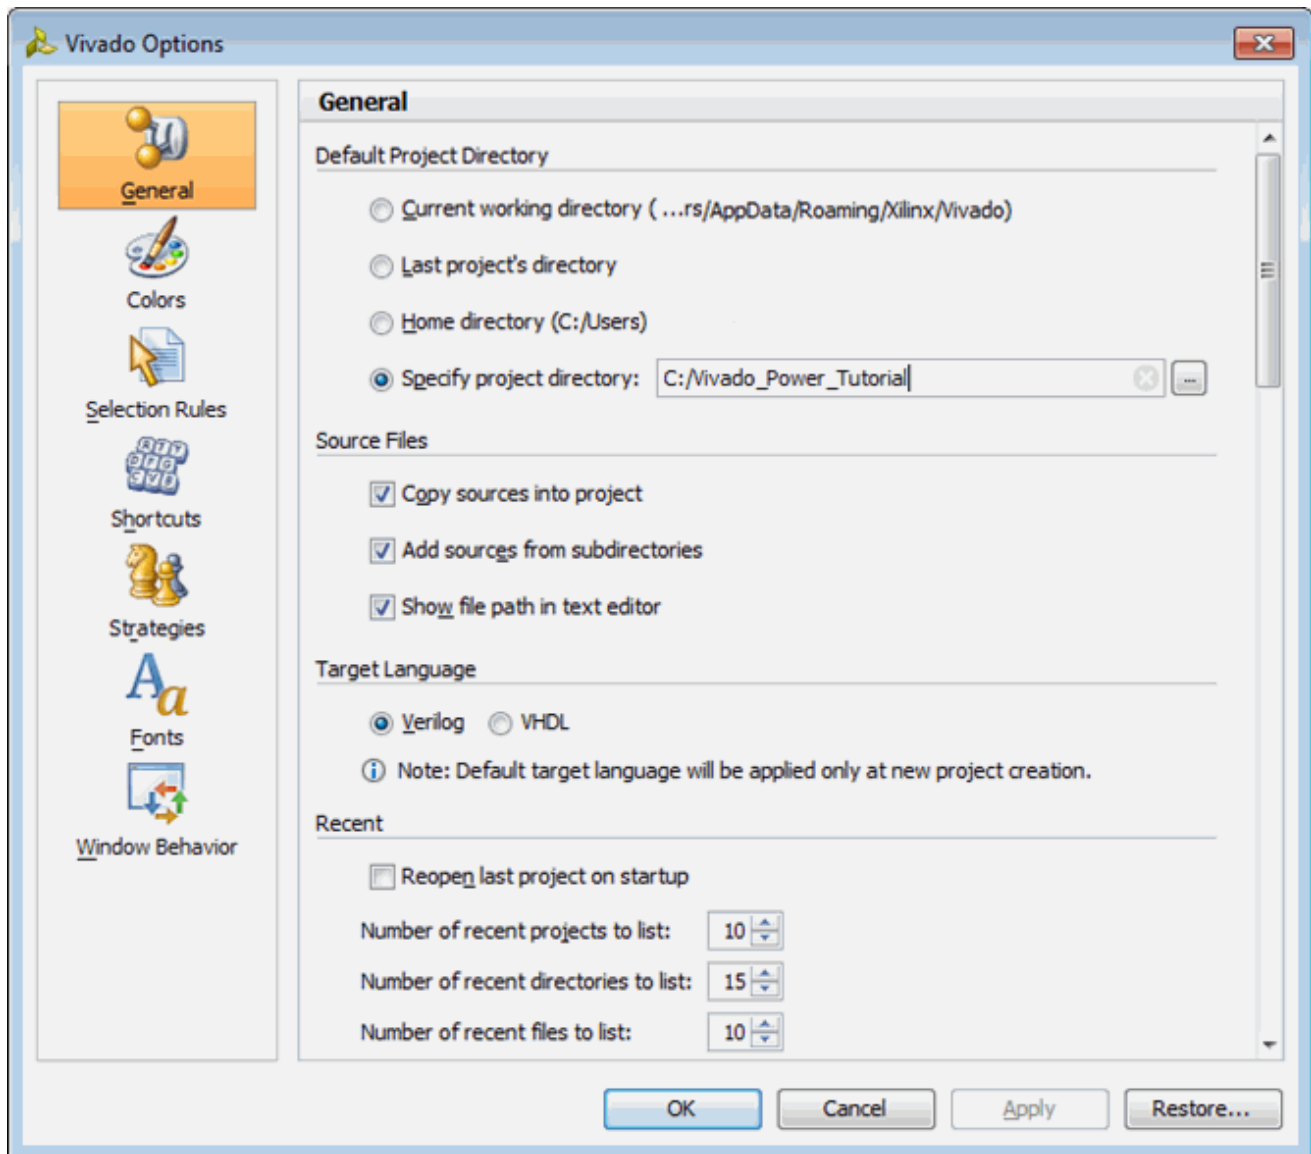 Vivado Options
General
Colors
Selection Rules
Shortcuts
Strategies
Fonts
Window Behavior
General
Default Project Directory
Current working directory ( ...rs/AppData/Roaming/Xilinx/Vivado)
Last project's directory
Home directory (C:/Users)
Specify project directory: C:/Vivado_Power_Tutorial ...
Source Files
Copy sources into project
Add sources from subdirectories
Show file path in text editor
Target Language
Verilog VHDL
Note: Default target language will be applied only at new project creation.
Recent
Reopen last project on startup
Number of recent projects to list: 10
Number of recent directories to list: 15
Number of recent files to list: 10
OK Cancel Apply Restore...